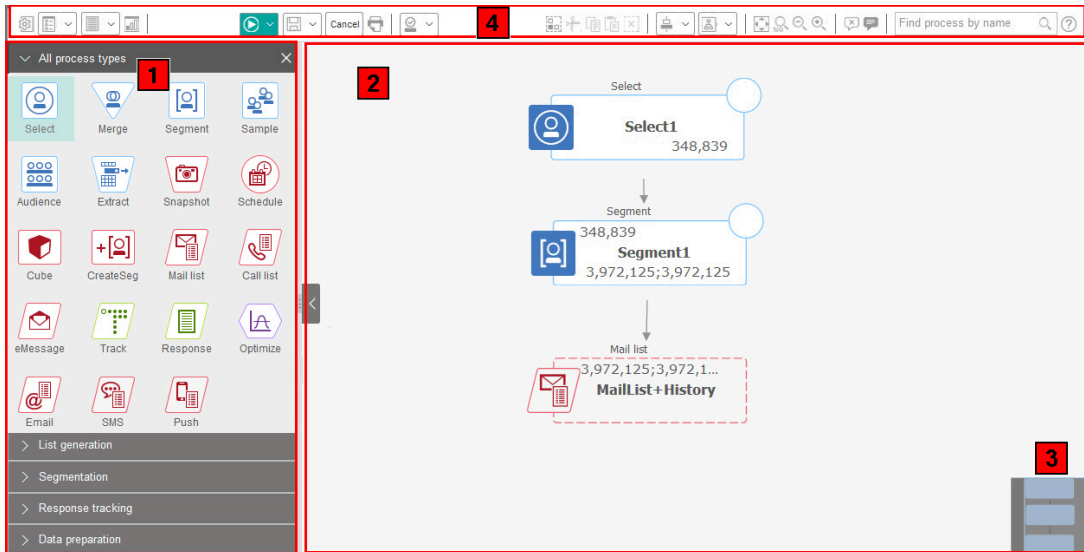 Cancel
4
Find process by name
All process types
1
Select
Merge
Segment
Sample
Audience
Extract
Snapshot
Schedule
Cube
CreateSeg
Mail list
Call list
eMessage
Track
Response
Optimize
Email
SMS
Push
List generation
Segmentation
Response tracking
Data preparation
2
Select
Select1
348,839
Segment
348,839
Segment1
3,972,125;3,972,125
Mail list
3,972,125;3,972,1...
MailList+History
3